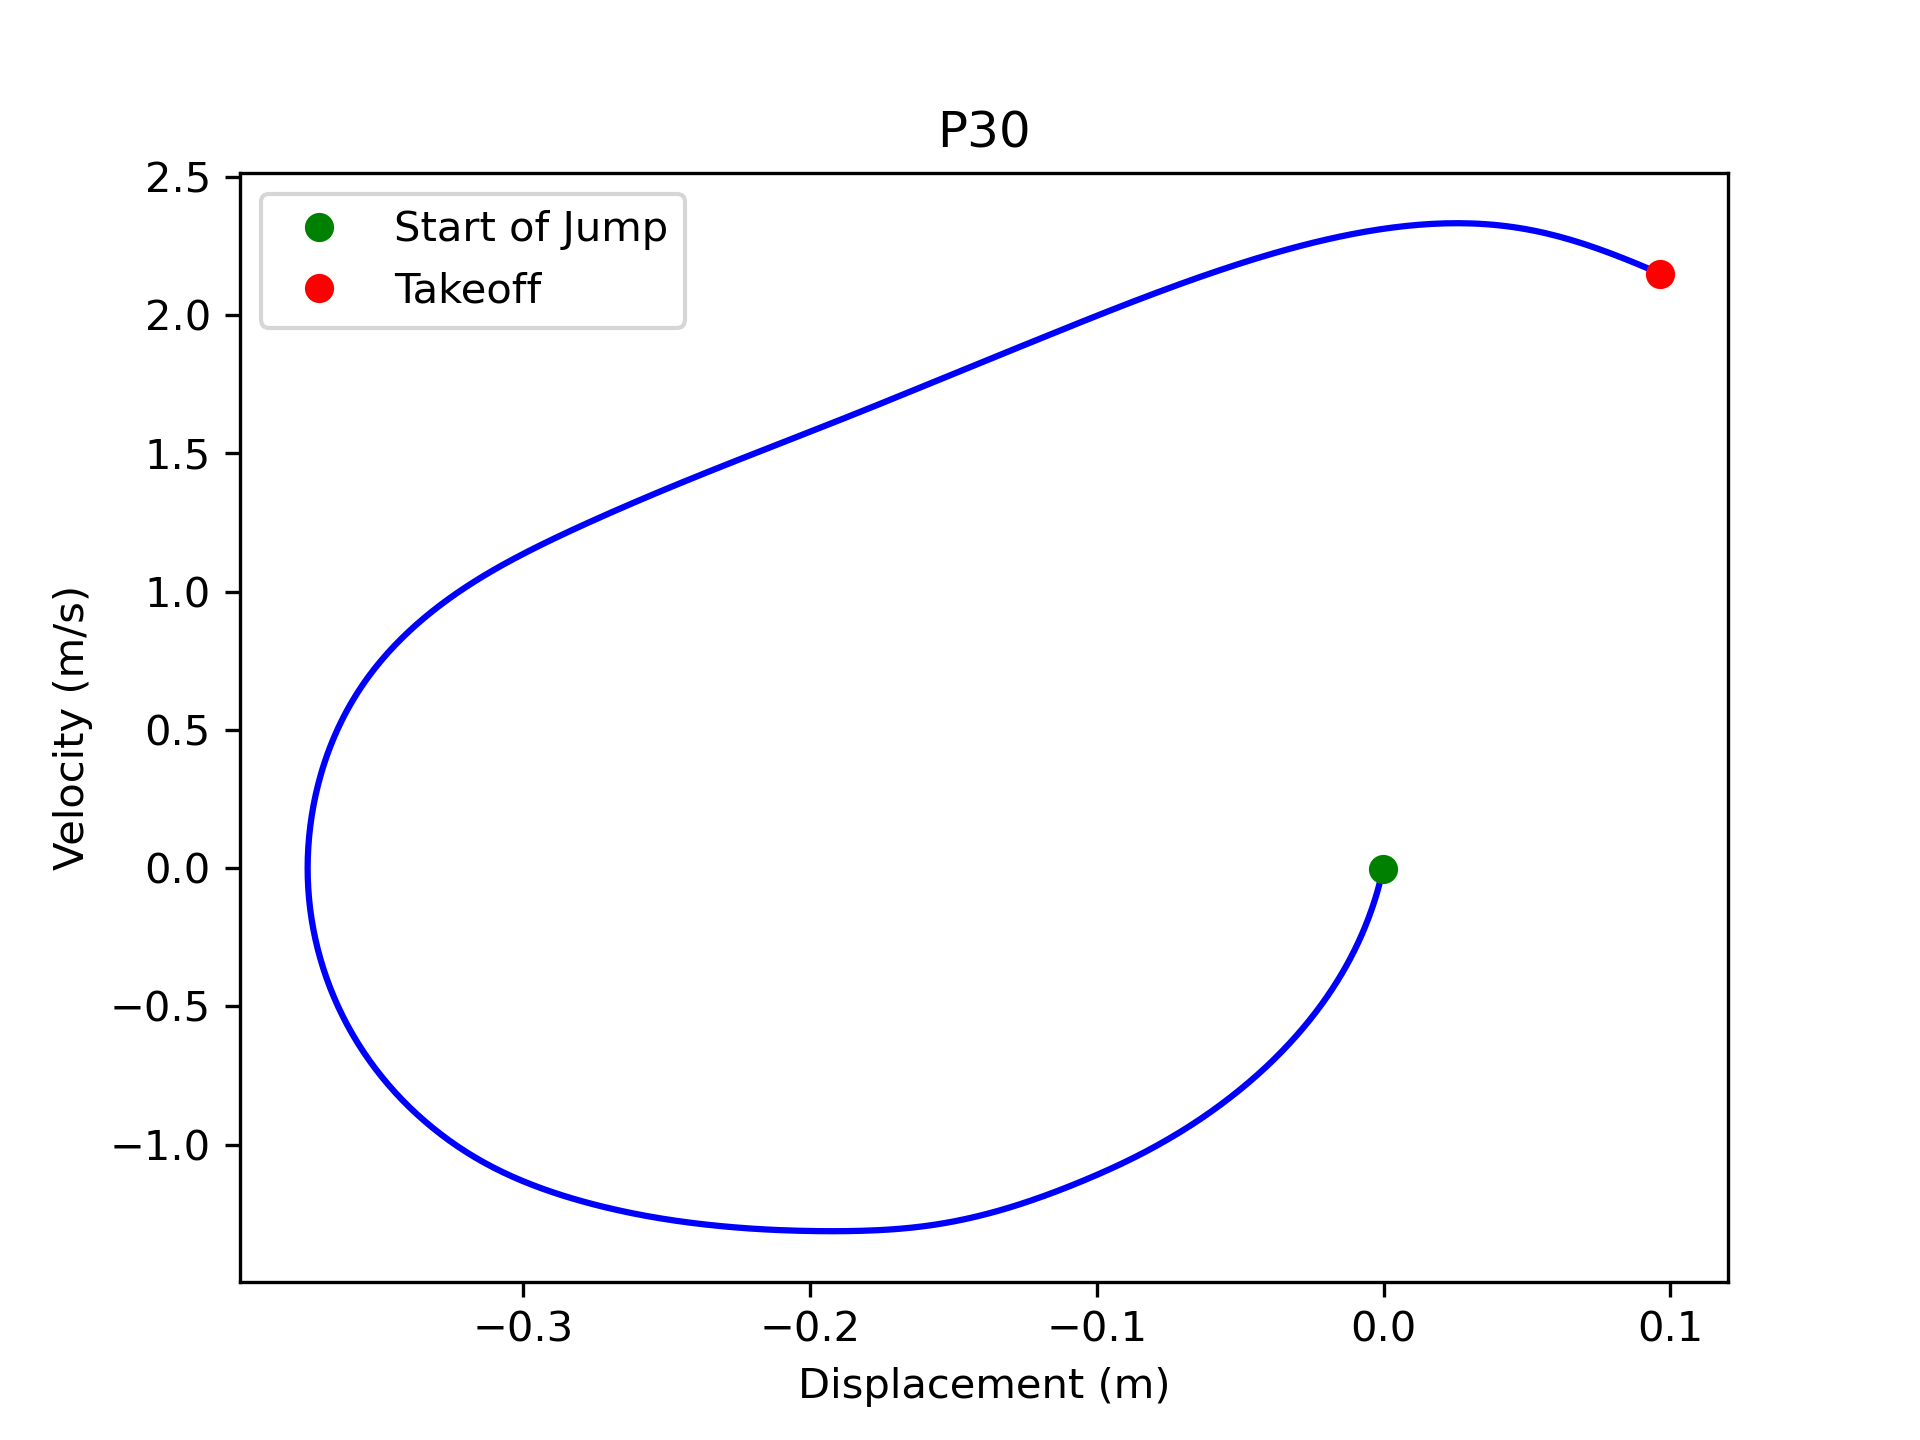 P30
2.5
2.0
1.5
1.0
0.5
0.0
−0.5
−1.0
Velocity (m/s)
Start of Jump
Takeoff
−0.3 −0.2 −0.1 0.0 0.1
Displacement (m)